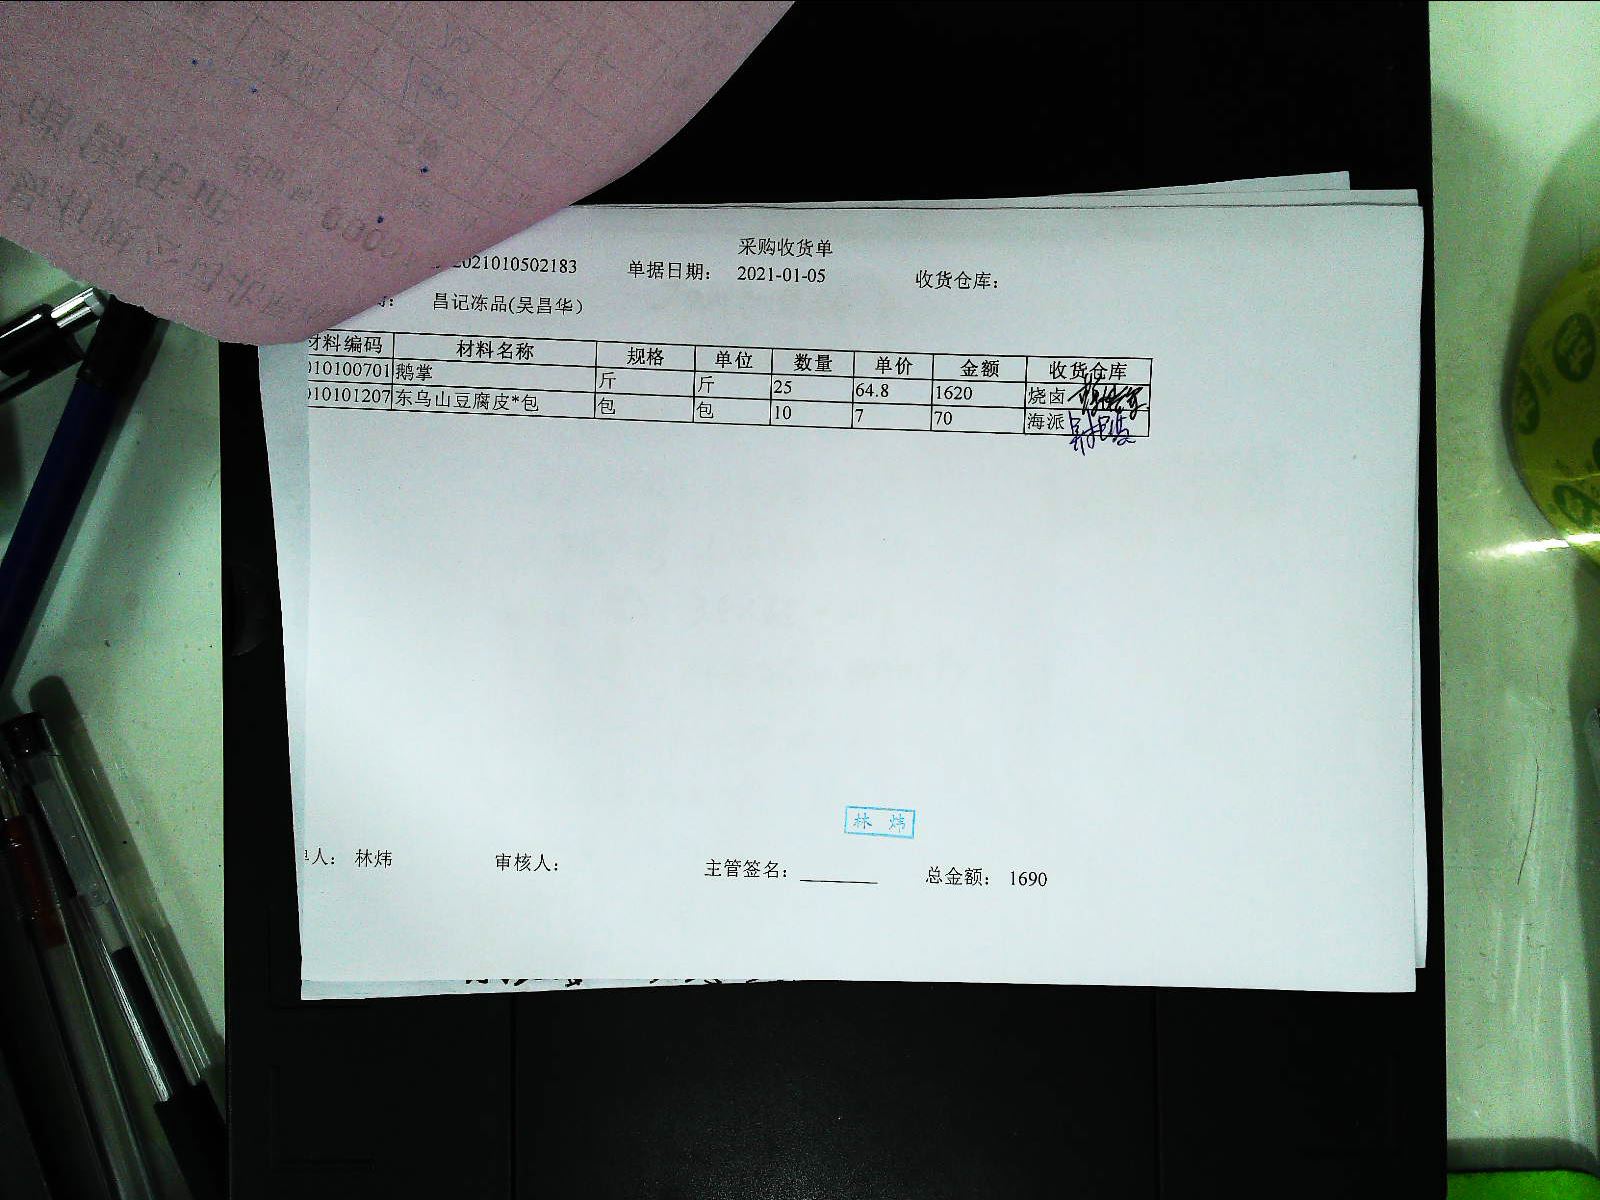 采购收货单
2021010502183 单据日期： 2021-01-05 收货仓库：
昌记冻品(吴昌华）
材料编码 材料名称 规格 单位 数量 单价 金额 收货仓库
010100701 鹅掌 斤 斤 25 64.8 1620 烧卤
010101207 东乌山豆腐皮*包 包 包 10 7 70 海派
林 炜
人： 林炜 审核人： 主管签名： 总金额： 1690